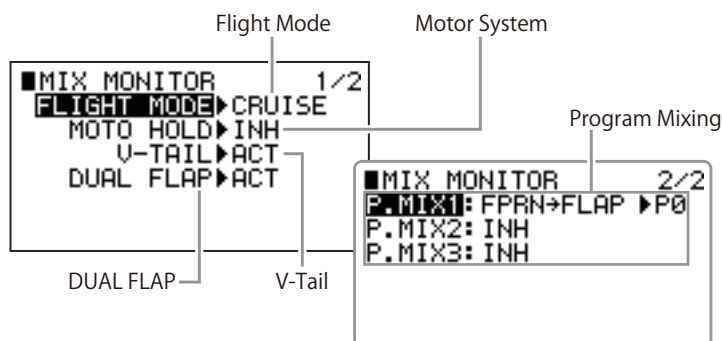 Flight Mode
Motor System
■MIX MONITOR 1/2
FLIGHT MODE▶CRUISE
MOTO HOLD▶INH
V-TAIL▶ACT
DUAL FLAP▶ACT
DUAL FLAP
V-Tail
Program Mixing
■MIX MONITOR 2/2
P.MIX1: FPRN→FLAP ▶P0
P.MIX2: INH
P.MIX3: INH